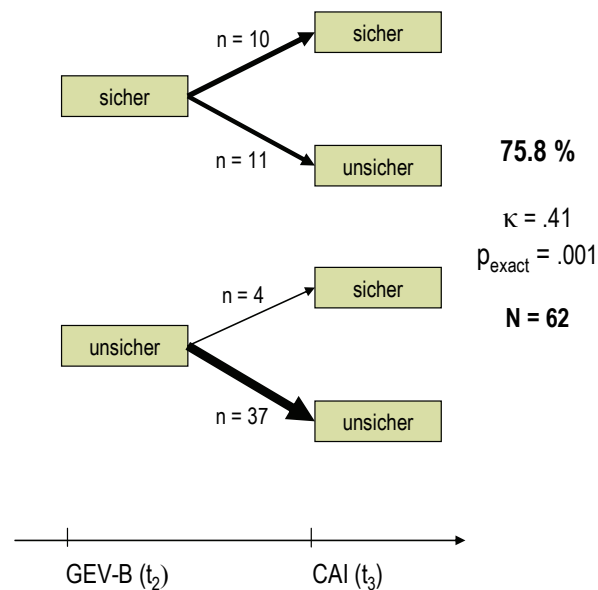 n = 10
sicher
sicher
n = 11
unsicher
75.8 %
κ = .41
p_exact = .001
N = 62
n = 4
sicher
unsicher
n = 37
unsicher
GEV-B (t₂)
CAI (t₃)